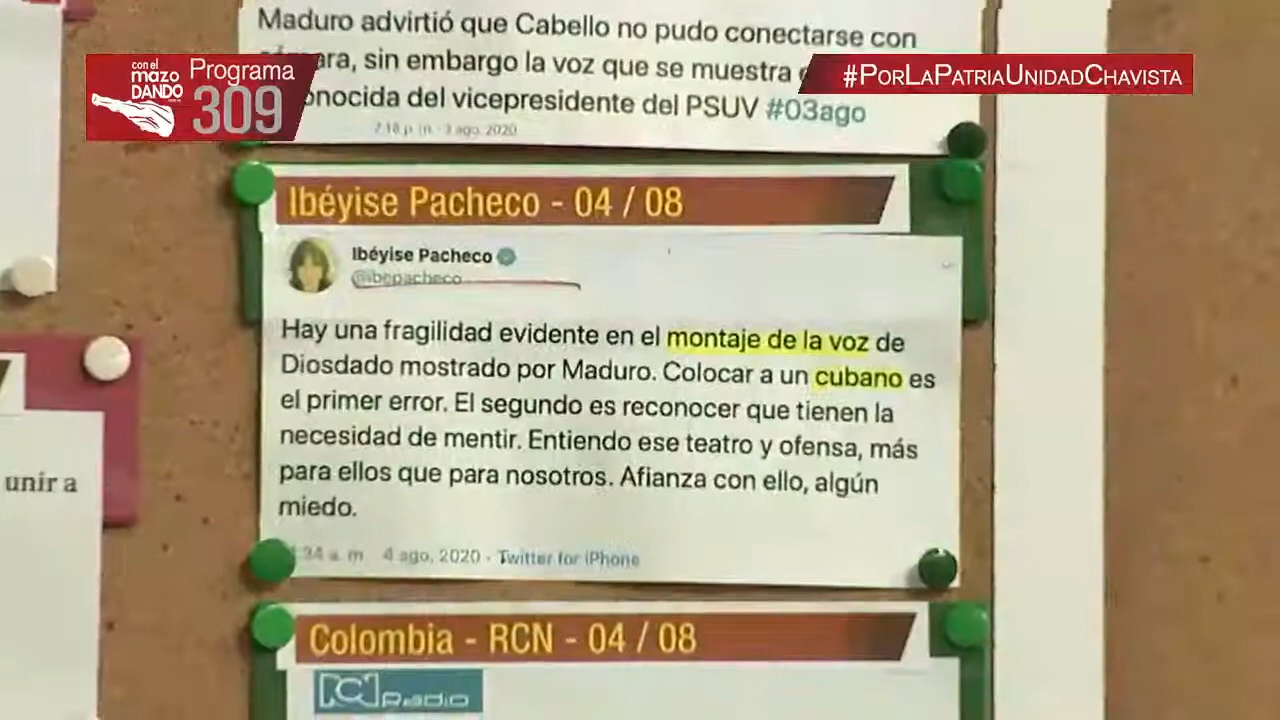 Maduro advirtió que Cabello no pudo conectarse con
ara, sin embargo la voz que se muestra
onocida del vicepresidente del PSUV #03ago
7:18 p. m. · 3 ago. 2020
con el
mazo
DANDO
Programa
309
#PORLAPATRIAUNIDADCHAVISTA
Ibéyise Pacheco - 04 / 08
Ibéyise Pacheco
@ibepacheco
Hay una fragilidad evidente en el montaje de la voz de
Diosdado mostrado por Maduro. Colocar a un cubano es
el primer error. El segundo es reconocer que tienen la
necesidad de mentir. Entiendo ese teatro y ofensa, más
para ellos que para nosotros. Afianza con ello, algún
miedo.
:34 a. m. 4 ago. 2020 · Twitter for iPhone
unir a
Colombia - RCN - 04 / 08
RCN Radio